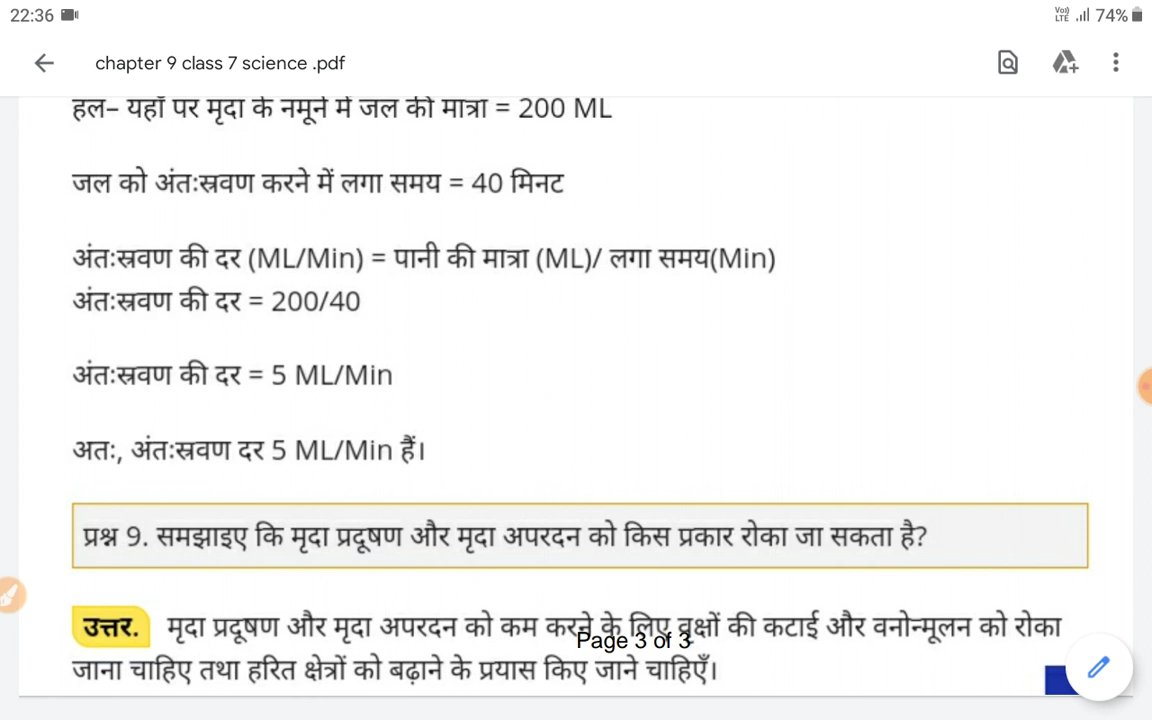 22:36
Vo) LTE 74%
chapter 9 class 7 science .pdf
हल– यहाँ पर मृदा के नमूने में जल की मात्रा = 200 ML
जल को अंतःस्रवण करने में लगा समय = 40 मिनट
अंतःस्रवण की दर (ML/Min) = पानी की मात्रा (ML)/ लगा समय(Min)
अंतःस्रवण की दर = 200/40
अंतःस्रवण की दर = 5 ML/Min
अतः, अंतःस्रवण दर 5 ML/Min हैं।
प्रश्न 9. समझाइए कि मृदा प्रदूषण और मृदा अपरदन को किस प्रकार रोका जा सकता है?
उत्तर. मृदा प्रदूषण और मृदा अपरदन को कम करने के लिए वृक्षों की कटाई और वनोन्मूलन को रोका
Page 3 of 3
जाना चाहिए तथा हरित क्षेत्रों को बढ़ाने के प्रयास किए जाने चाहिएँ।